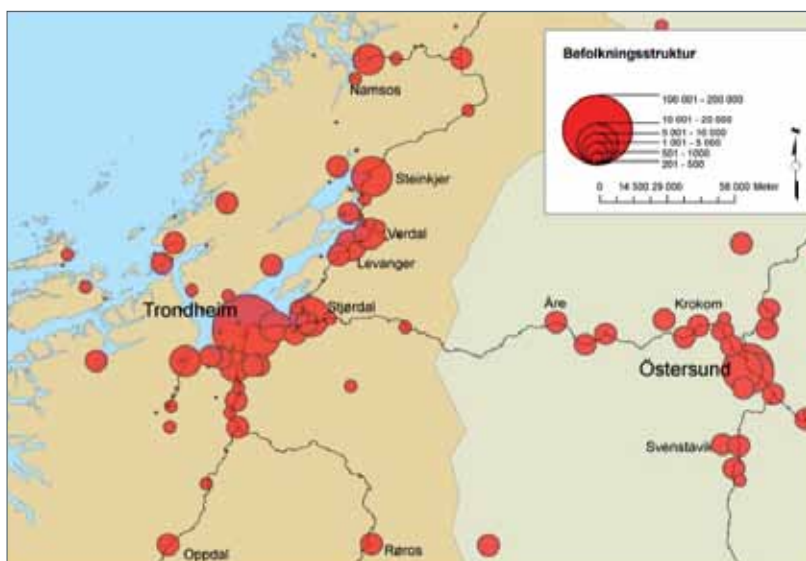 Befolkningsstruktur
100 001 - 200 000
10 001 - 20 000
5 001 - 10 000
1 001 - 5 000
501 - 1000
201 - 500
0 14 500 29 000 58 000 Meter
N
Namsos
Steinkjer
Verdal
Levanger
Trondheim
Stjørdal
Åre
Krokom
Östersund
Svenstavik
Oppdal
Røros